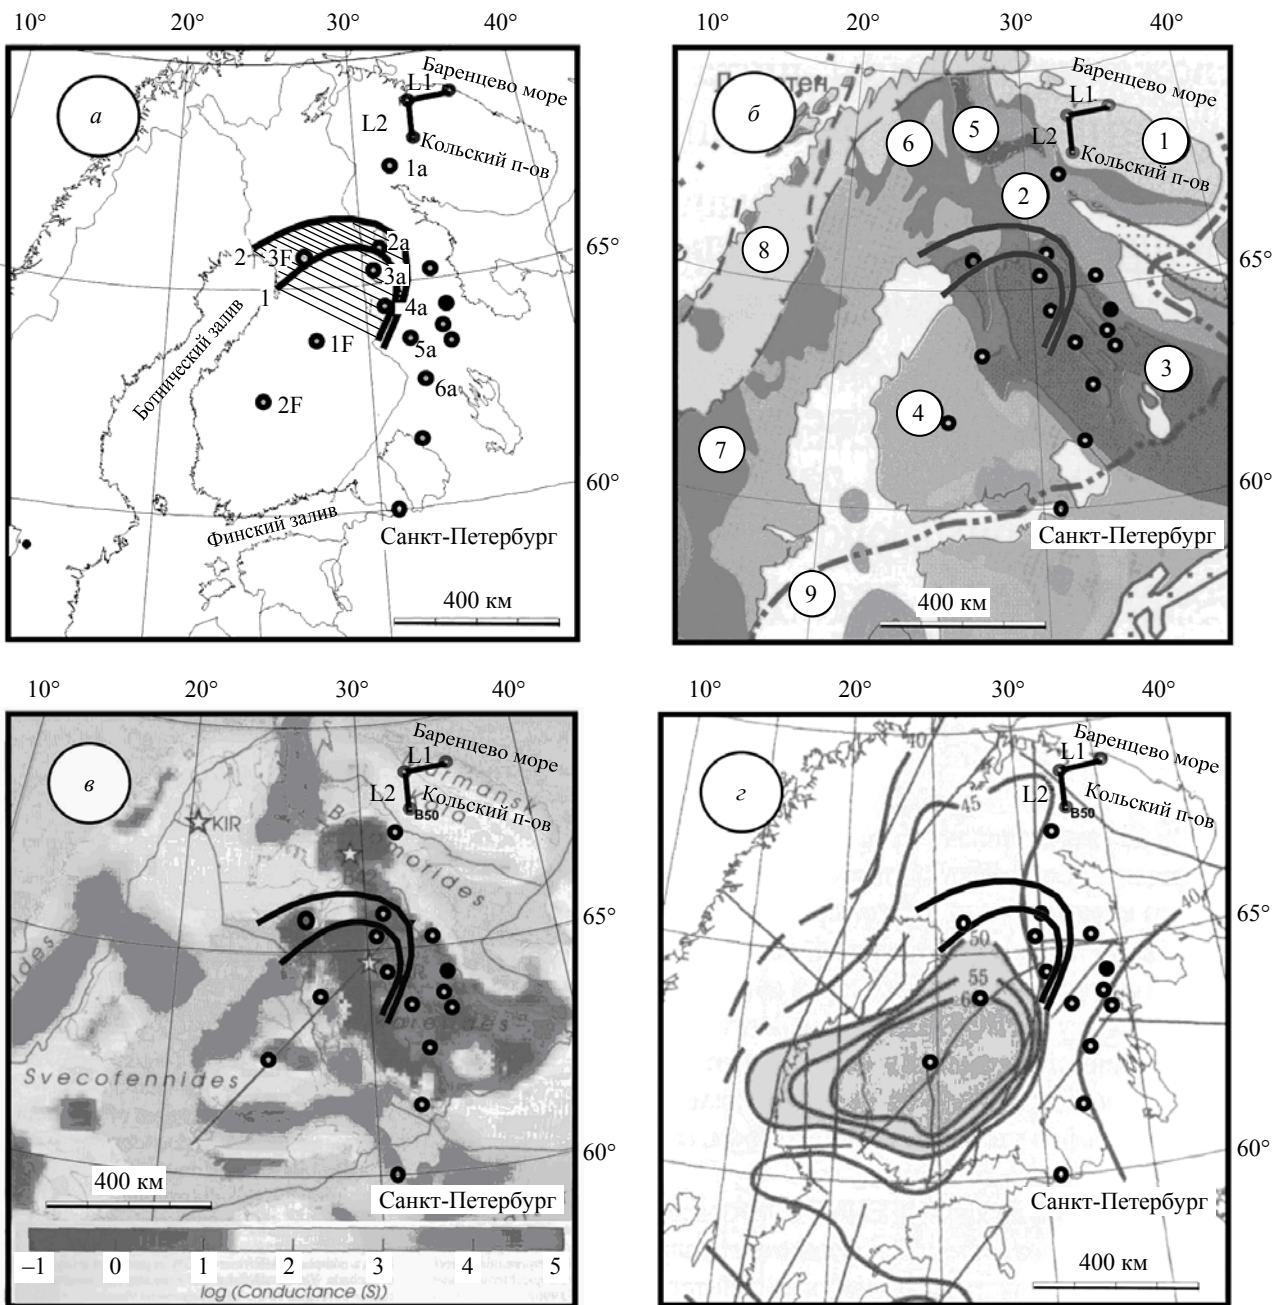 10° 20° 30° 40°
а
Баренцево море
L1
L2
Кольский п-ов
1а
65°
2 3F 2а
3а
1
4а
1F
5а
6а
2F
Ботнический залив
60°
Финский залив
Санкт-Петербург
400 км
10° 20° 30° 40°
б
Баренцево море
L1
L2
Кольский п-ов
1
5
6
2
8
65°
3
4
7
60°
Санкт-Петербург
9
400 км
10° 20° 30° 40°
в
Баренцево море
L1
L2
Кольский п-ов
B50
KIR
65°
Svecofennides
60°
400 км
Санкт-Петербург
–1 0 1 2 3 4 5
log (Conductance (S))
10° 20° 30° 40°
г
40
Баренцево море
L1
L2
Кольский п-ов
B50
45
40
65°
50
55
60°
Санкт-Петербург
400 км